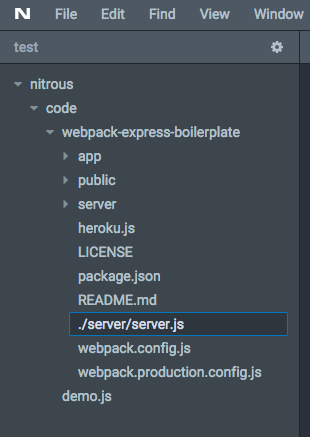 N File Edit Find View Window
test
nitrous
code
webpack-express-boilerplate
app
public
server
heroku.js
LICENSE
package.json
README.md
./server/server.js
webpack.config.js
webpack.production.config.js
demo.js